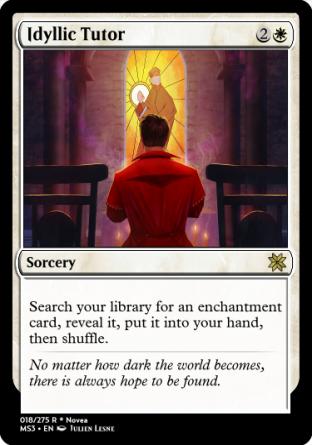 Idyllic Tutor 2
Sorcery
Search your library for an enchantment
card, reveal it, put it into your hand,
then shuffle.
No matter how dark the world becomes,
there is always hope to be found.
018/275 R * Novea
MS3 • EN Julien Lesne